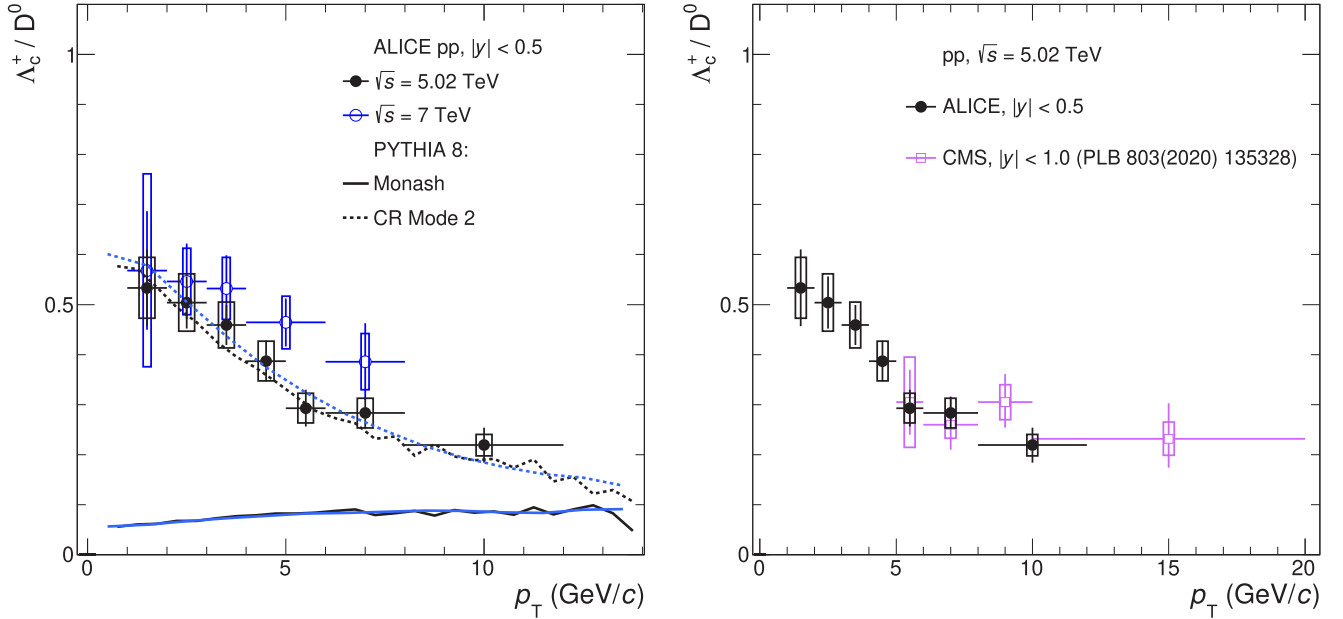 Λc+ / D0
1
0.5
0
ALICE pp, |y| < 0.5
√s = 5.02 TeV
√s = 7 TeV
PYTHIA 8:
Monash
CR Mode 2
0 5 10
pT (GeV/c)
Λc+ / D0
1
0.5
0
pp, √s = 5.02 TeV
ALICE, |y| < 0.5
CMS, |y| < 1.0 (PLB 803(2020) 135328)
0 5 10 15 20
pT (GeV/c)